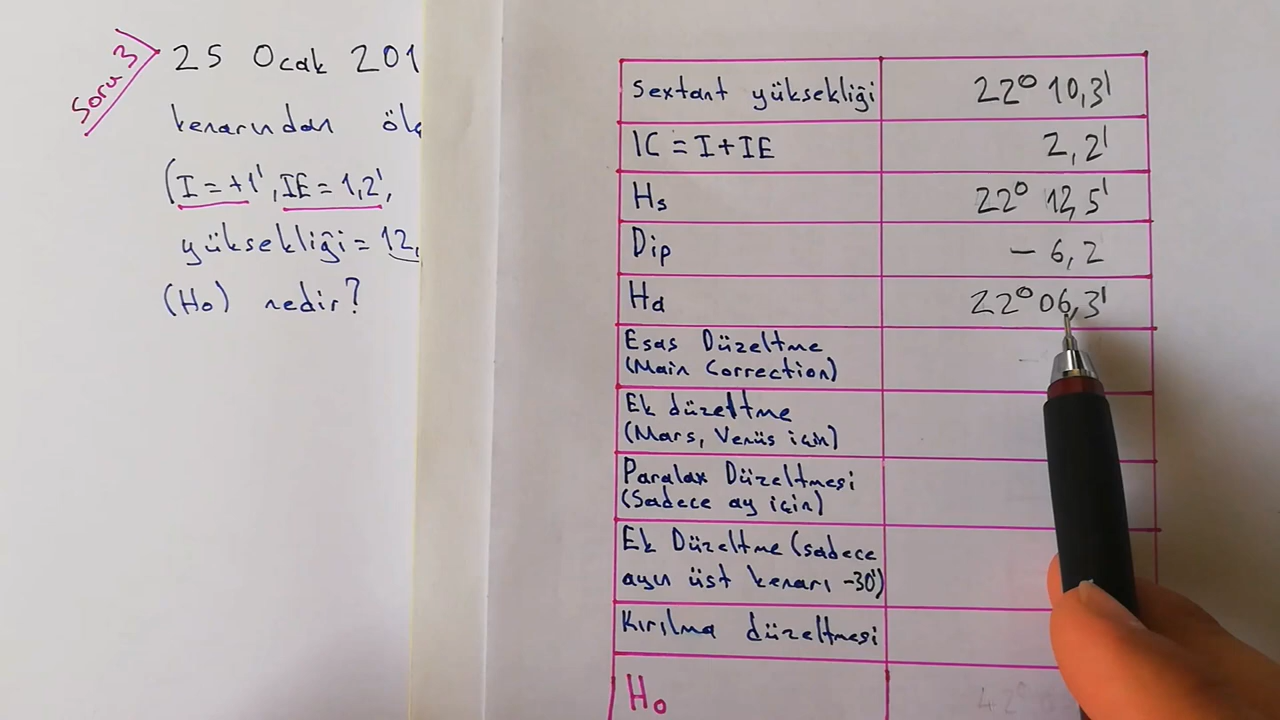 Soru 3
25 Ocak 201
kenarından
(I=+1', IE=1,2',
yüksekliği = 12,
(Ho) nedir?
Sextant yüksekliği 22° 10,3'
IC = I+IE 2,2'
Hs 22° 12,5'
Dip - 6,2
Ha 22° 06,3'
Esas Düzeltme
(Main Correction)
Ek düzeltme
(Mars, Venüs için)
Paralax Düzeltmesi
(Sadece ay için)
Ek Düzeltme (sadece
ayın üst kenarı -30')
Kırılma düzeltmesi
Ho